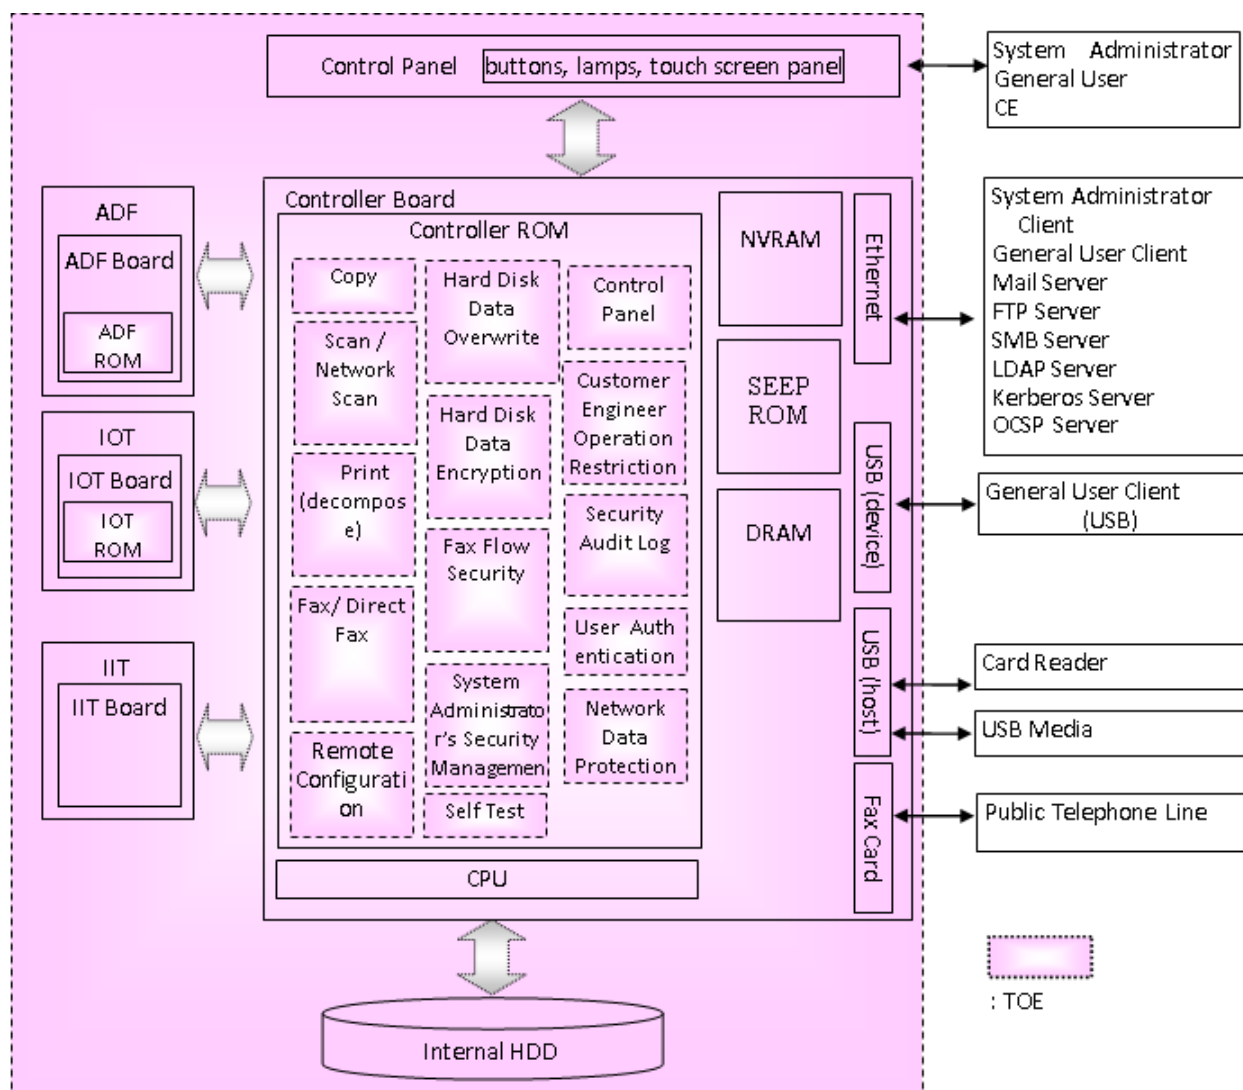 Control Panel buttons, lamps, touch screen panel
System Administrator
General User
CE
ADF
ADF Board
ADF
ROM
IOT
IOT Board
IOT
ROM
IIT
IIT Board
Controller Board
Controller ROM
Copy
Scan /
Network
Scan
Print
(decompos
e)
Fax/ Direct
Fax
Remote
Configurati
on
Hard Disk
Data
Overwrite
Hard Disk
Data
Encryption
Fax Flow
Security
System
Administrato
r's Security
Managemen
Self Test
Control
Panel
Customer
Engineer
Operation
Restriction
Security
Audit Log
User Auth
entication
Network
Data
Protection
CPU
NVRAM
SEEP
ROM
DRAM
Ethernet
USB (device)
USB (host)
Fax Card
System Administrator
Client
General User Client
Mail Server
FTP Server
SMB Server
LDAP Server
Kerberos Server
OCSP Server
General User Client
(USB)
Card Reader
USB Media
Public Telephone Line
Internal HDD
: TOE